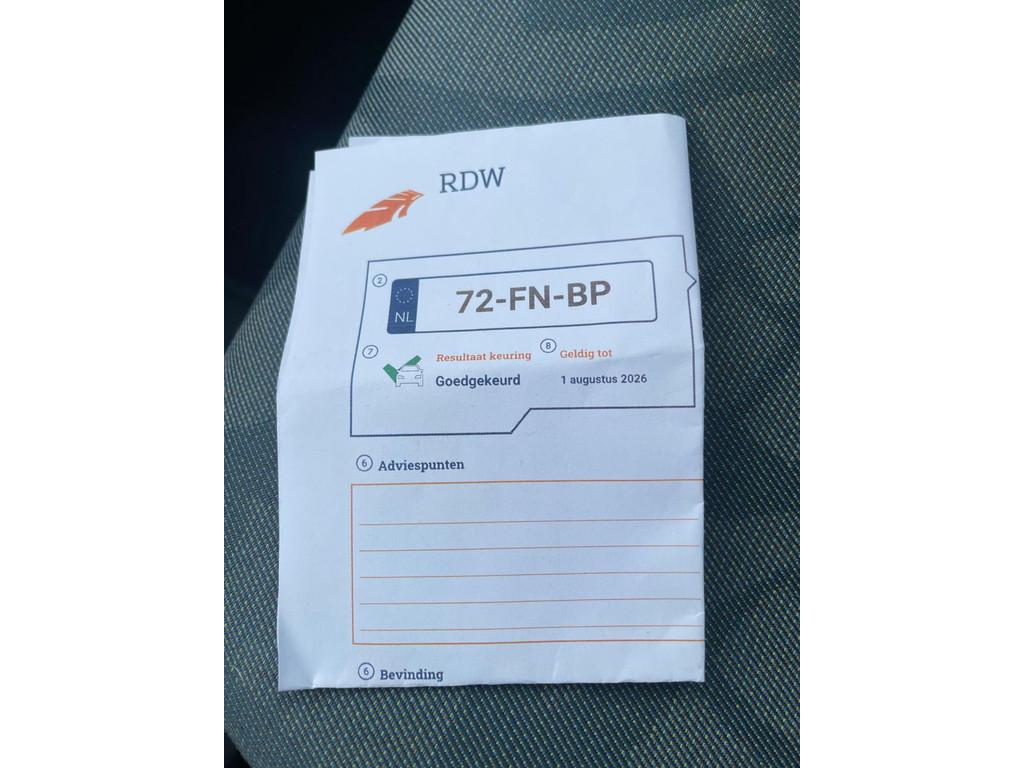 RDW
2
NL
72-FN-BP
7
Resultaat keuring
8
Geldig tot
Goedgekeurd
1 augustus 2026
6 Adviespunten
6 Bevinding